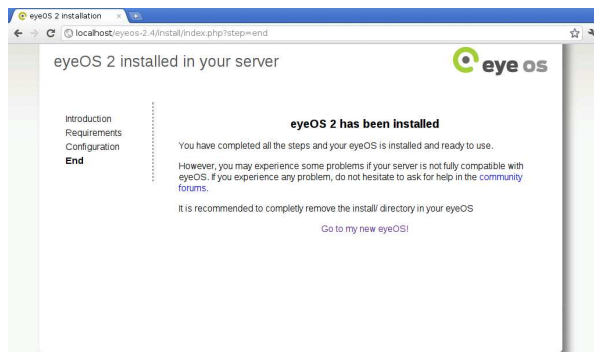 eyeOS 2 installation
localhost/eyeos-2.4/install/index.php?step=end
eyeOS 2 installed in your server
eye os
Introduction
Requirements
Configuration
End
eyeOS 2 has been installed
You have completed all the steps and your eyeOS is installed and ready to use.
However, you may experience some problems if your server is not fully compatible with
eyeOS. If you experience any problem, do not hesitate to ask for help in the community
forums.
It is recommended to completly remove the install/ directory in your eyeOS
Go to my new eyeOS!